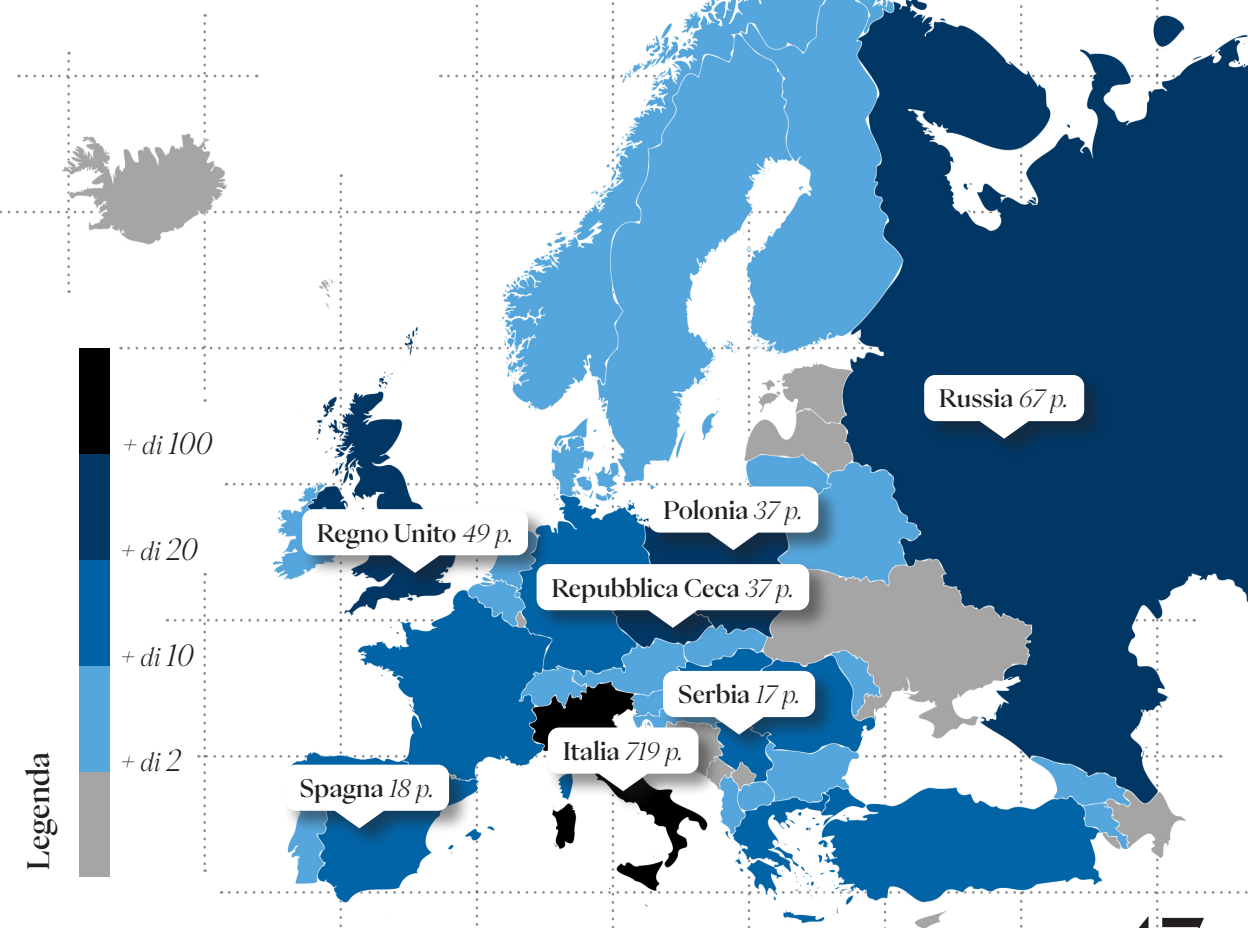 Russia 67 p.
+ di 100
Polonia 37 p.
Regno Unito 49 p.
+ di 20
Repubblica Ceca 37 p.
+ di 10
Serbia 17 p.
Italia 719 p.
+ di 2
Spagna 18 p.
Legenda